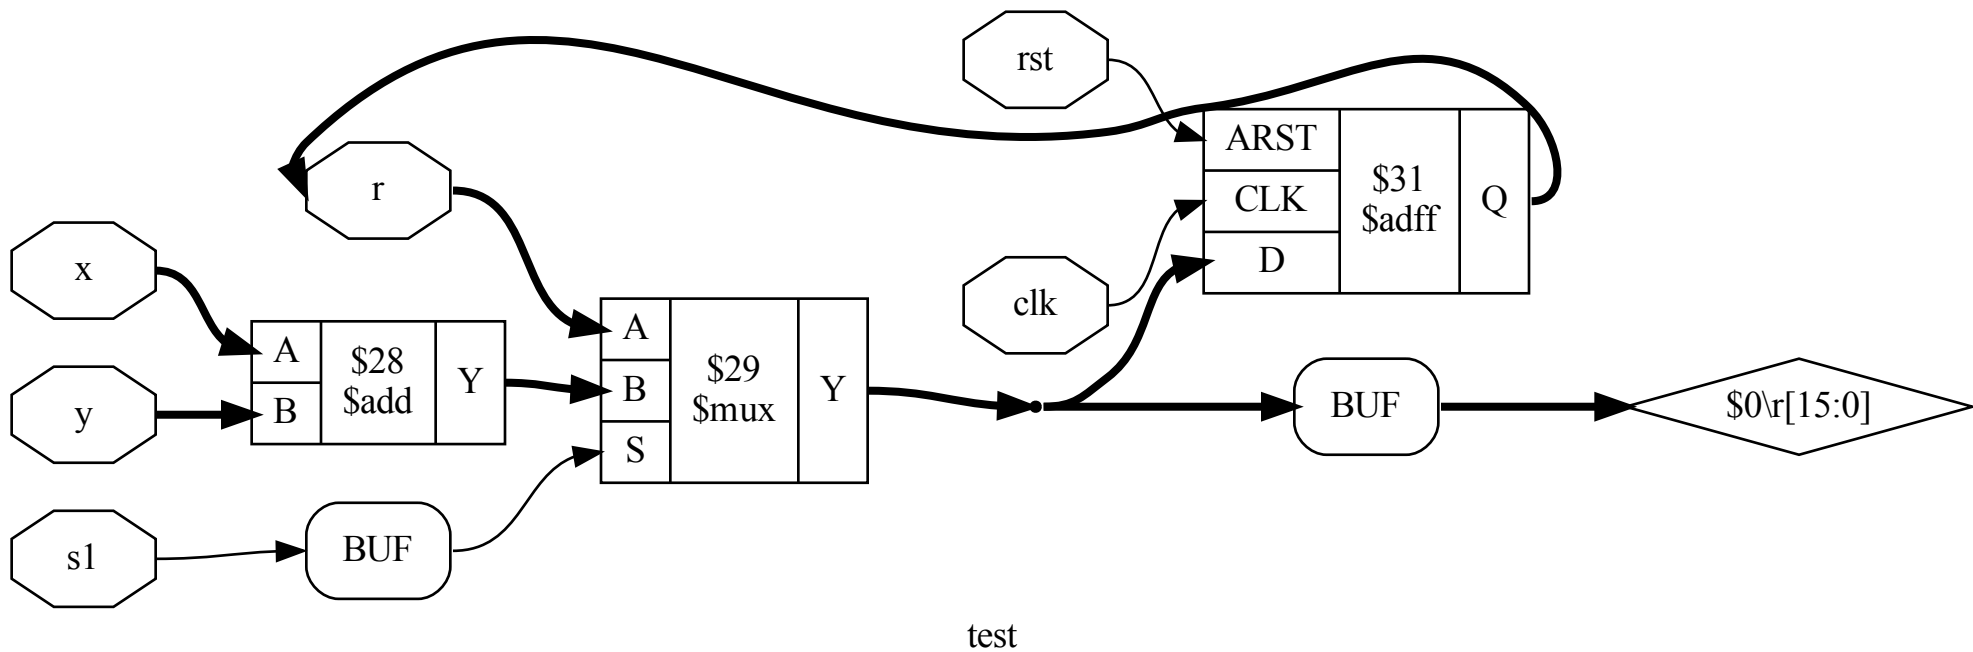 rst
ARST
$31
r
CLK
$adff
Q
x
D
clk
A
A
$28
Y
$29
B
$add
B
$mux
Y
BUF
$0\r[15:0]
y
S
s1
BUF
test